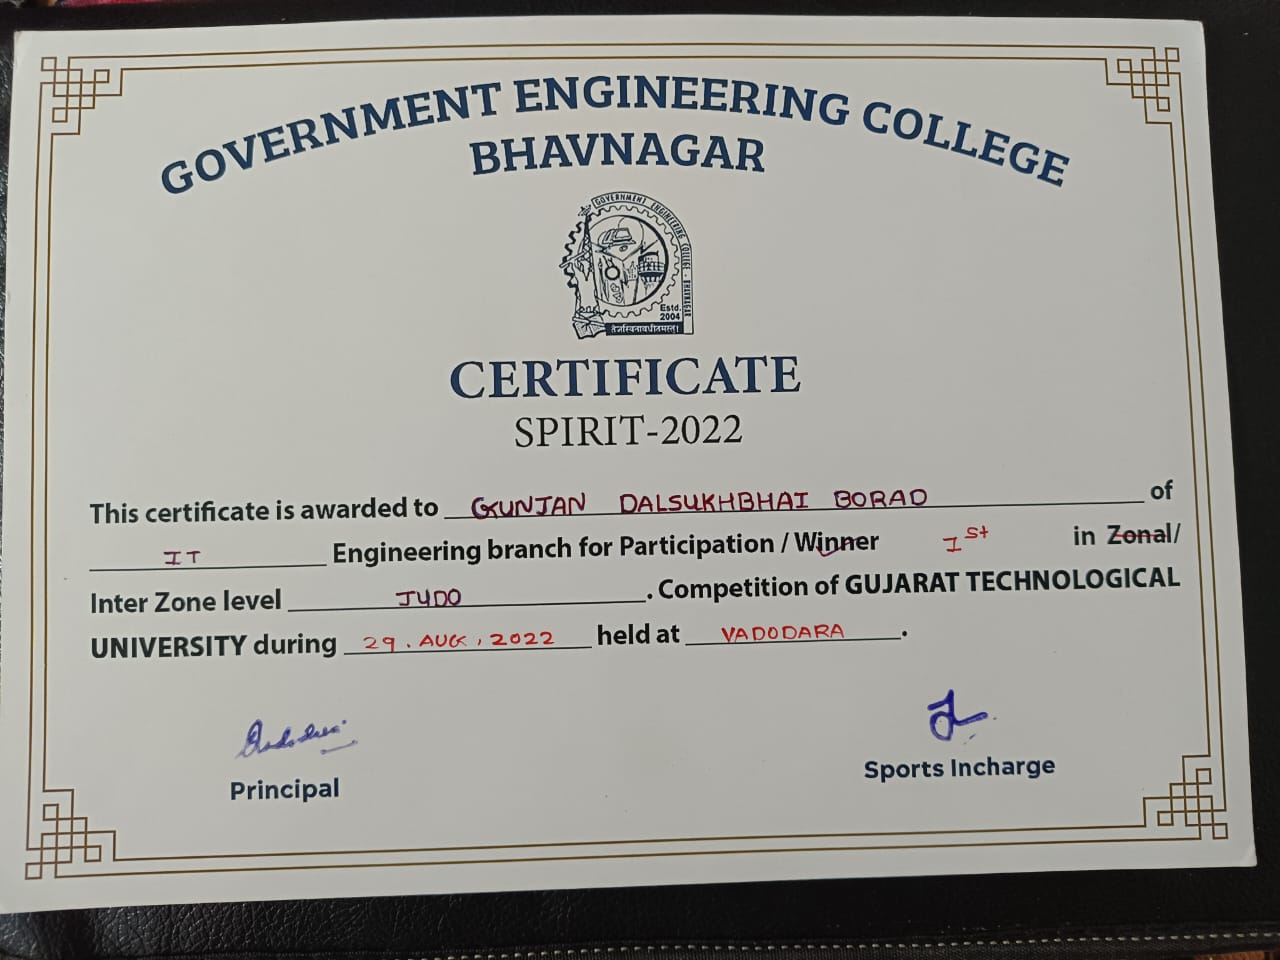 GOVERNMENT ENGINEERING COLLEGE
BHAVNAGAR
GOVERNMENT ENGINEERING COLLEGE - BHAVNAGAR
Estd.
2004
तेजस्विनावधीतमस्तु।
CERTIFICATE
SPIRIT-2022
This certificate is awarded to GUNJAN DALSUKHBHAI BORAD of
IT Engineering branch for Participation / Winner 1st in Zonal/
Inter Zone level JUDO . Competition of GUJARAT TECHNOLOGICAL
UNIVERSITY during 29. AUG, 2022 held at VADODARA .
Principal
Sports Incharge